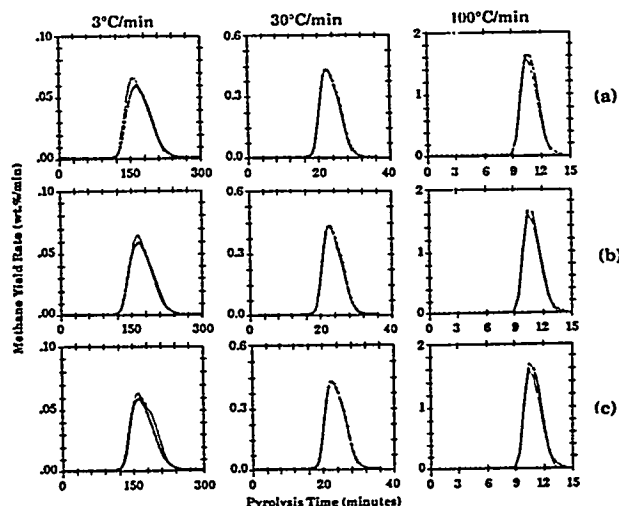 3°C/min 30°C/min 100°C/min
.10 0.6 2
.05 0.3 1
.00 0.0 0
0 150 300 0 20 40 0 3 6 9 12 15
(a)
.10 0.6 2
.05 0.3 1
.00 0.0 0
0 150 300 0 20 40 0 3 6 9 12 15
(b)
.10 0.6 2
.05 0.3 1
.00 0.0 0
0 150 300 0 20 40 0 3 6 9 12 15
(c)
Methane Yield Rate (wt.%/min)
Pyrolysis Time (minutes)